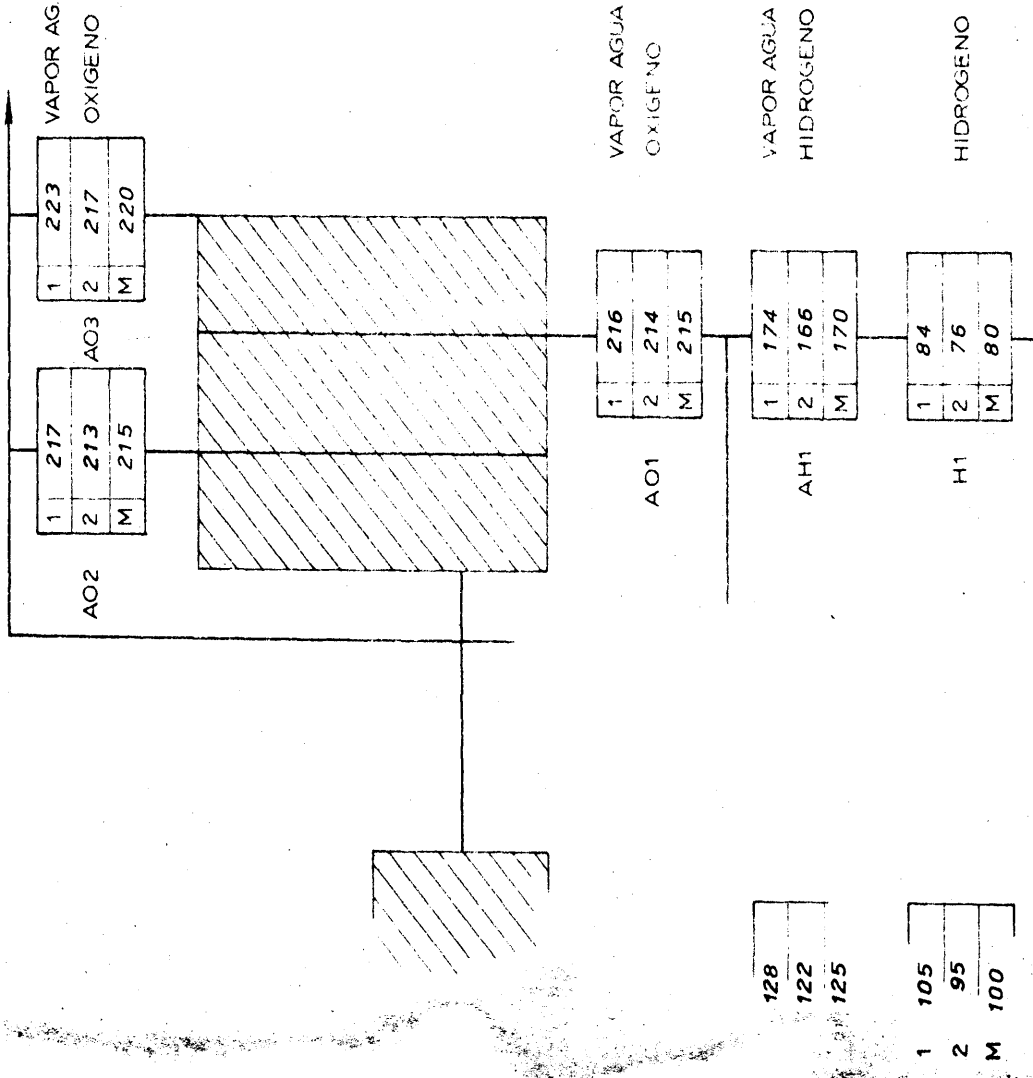 VAPOR AG.
OXIGENO
1 223
2 217
M 220
AO3
1 217
2 213
M 215
AO2
VAPOR AGUA
OXIGENO
1 216
2 214
M 215
AO1
VAPOR AGUA
HIDROGENO
1 174
2 166
M 170
AH1
HIDROGENO
1 84
2 76
M 80
H1
128
122
125
1 105
2 95
M 100